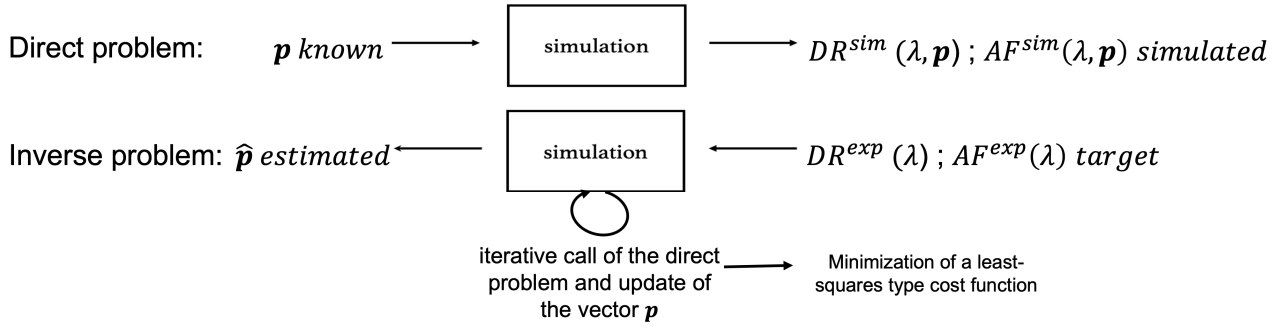 Direct problem: 𝒑 known simulation DR^sim (λ, 𝒑) ; AF^sim(λ, 𝒑) simulated
Inverse problem: 𝒑̂ estimated simulation DR^exp (λ) ; AF^exp(λ) target
iterative call of the direct
problem and update of
the vector 𝒑
Minimization of a least-
squares type cost function